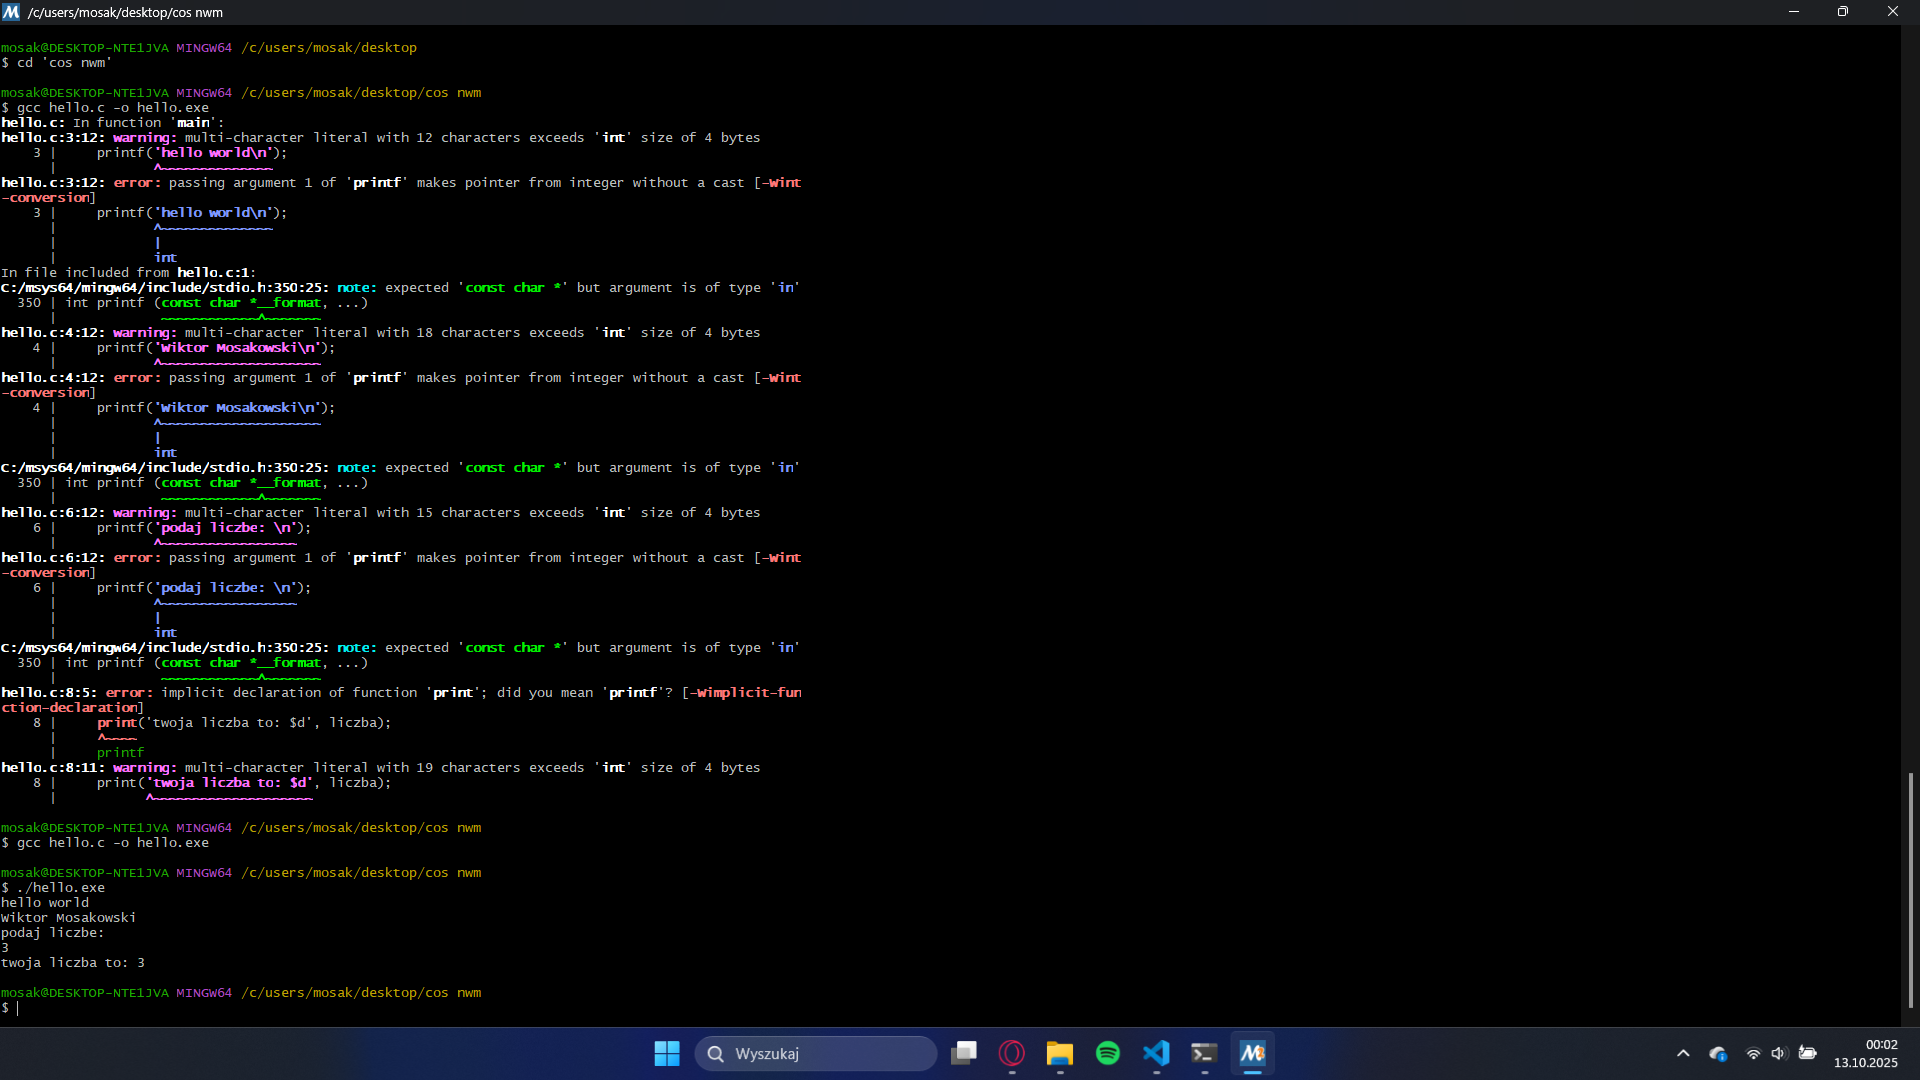 /c/users/mosak/desktop/cos nwm
mosak@DESKTOP-NTE1JVA MINGW64 /c/users/mosak/desktop
$ cd 'cos nwm'
mosak@DESKTOP-NTE1JVA MINGW64 /c/users/mosak/desktop/cos nwm
$ gcc hello.c -o hello.exe
hello.c: In function 'main':
hello.c:3:12: warning: multi-character literal with 12 characters exceeds 'int' size of 4 bytes
3 |     printf('hello world\n');
|            ^~~~~~~~~~~~~~~
hello.c:3:12: error: passing argument 1 of 'printf' makes pointer from integer without a cast [-Wint
-conversion]
3 |     printf('hello world\n');
|            ^~~~~~~~~~~~~~~
|            |
|            int
In file included from hello.c:1:
C:/msys64/mingw64/include/stdio.h:350:25: note: expected 'const char *' but argument is of type 'in'
350 | int printf (const char *__format, ...)
|             ~~~~~~~~~~~~^~~~~~~~
hello.c:4:12: warning: multi-character literal with 18 characters exceeds 'int' size of 4 bytes
4 |     printf('Wiktor Mosakowski\n');
|            ^~~~~~~~~~~~~~~~~~~~~
hello.c:4:12: error: passing argument 1 of 'printf' makes pointer from integer without a cast [-Wint
-conversion]
4 |     printf('Wiktor Mosakowski\n');
|            ^~~~~~~~~~~~~~~~~~~~~
|            |
|            int
C:/msys64/mingw64/include/stdio.h:350:25: note: expected 'const char *' but argument is of type 'in'
350 | int printf (const char *__format, ...)
|             ~~~~~~~~~~~~^~~~~~~~
hello.c:6:12: warning: multi-character literal with 15 characters exceeds 'int' size of 4 bytes
6 |     printf('podaj liczbe: \n');
|            ^~~~~~~~~~~~~~~~~~
hello.c:6:12: error: passing argument 1 of 'printf' makes pointer from integer without a cast [-Wint
-conversion]
6 |     printf('podaj liczbe: \n');
|            ^~~~~~~~~~~~~~~~~~
|            |
|            int
C:/msys64/mingw64/include/stdio.h:350:25: note: expected 'const char *' but argument is of type 'in'
350 | int printf (const char *__format, ...)
|             ~~~~~~~~~~~~^~~~~~~~
hello.c:8:5: error: implicit declaration of function 'print'; did you mean 'printf'? [-Wimplicit-fun
ction-declaration]
8 |     print('twoja liczba to: $d', liczba);
|     ^~~~~
|     printf
hello.c:8:11: warning: multi-character literal with 19 characters exceeds 'int' size of 4 bytes
8 |     print('twoja liczba to: $d', liczba);
|           ^~~~~~~~~~~~~~~~~~~~~
mosak@DESKTOP-NTE1JVA MINGW64 /c/users/mosak/desktop/cos nwm
$ gcc hello.c -o hello.exe
mosak@DESKTOP-NTE1JVA MINGW64 /c/users/mosak/desktop/cos nwm
$ ./hello.exe
hello world
Wiktor Mosakowski
podaj liczbe:
3
twoja liczba to: 3
mosak@DESKTOP-NTE1JVA MINGW64 /c/users/mosak/desktop/cos nwm
$
Wyszukaj
00:02
13.10.2025